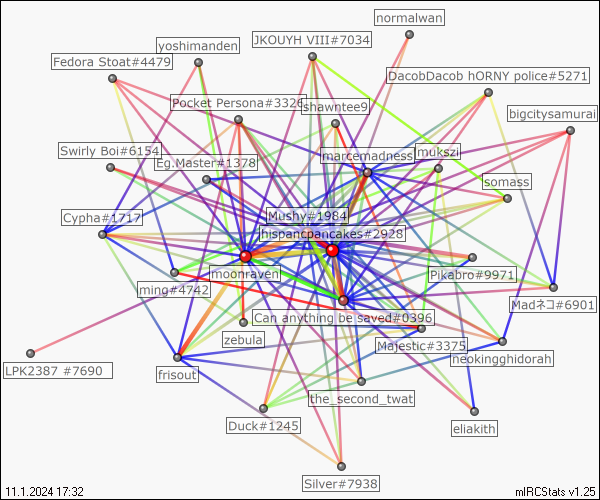 normalwan
yoshimanden
JKOUYH VIII#7034
Fedora Stoat#4479
DacobDacob hORNY police#5271
Pocket Persona#3326
shawntee9
bigcitysamurai
Swirly Boi#6154
Eg.Master#1378
marcemadness
mukszi
somass
Cypha#1717
Mushy#1984
hispancpancakes#2928
moonraven
Pikabro#9971
ming#4742
Madネコ#6901
Can anything be saved#0396
zebula
Majestic#3375
neokingghidorah
LPK2387 #7690
frisout
the_second_twat
Duck#1245
eliakith
Silver#7938
11.1.2024 17:32
mIRCStats v1.25